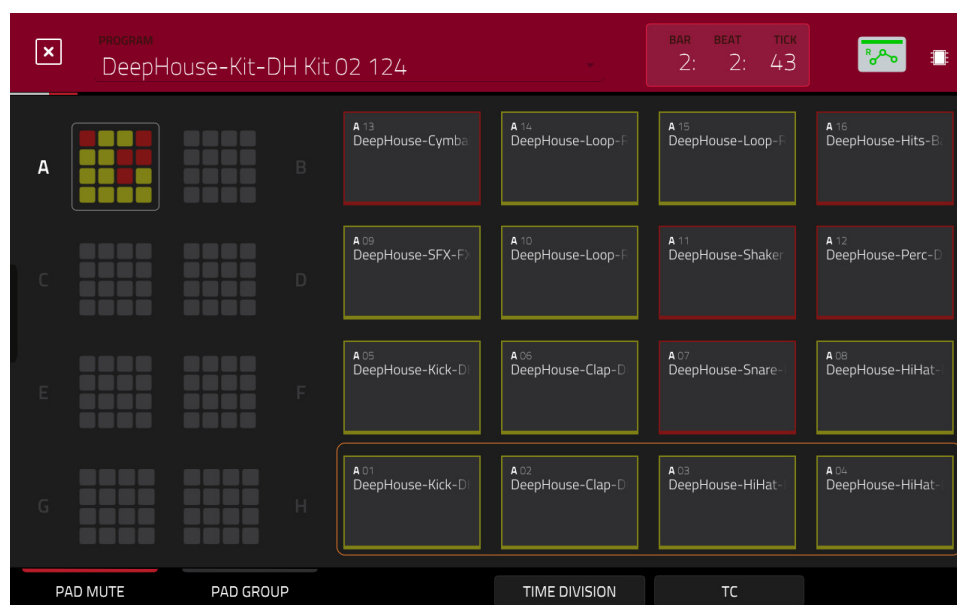 PROGRAM
DeepHouse-Kit-DH Kit 02 124
BAR BEAT TICK
2: 2: 43
R
A
B
C
D
E
F
G
H
A 13
DeepHouse-Cymba
A 14
DeepHouse-Loop-R
A 15
DeepHouse-Loop-R
A 16
DeepHouse-Hits-B
A 09
DeepHouse-SFX-FX
A 10
DeepHouse-Loop-R
A 11
DeepHouse-Shaker
A 12
DeepHouse-Perc-D
A 05
DeepHouse-Kick-D
A 06
DeepHouse-Clap-D
A 07
DeepHouse-Snare-
A 08
DeepHouse-HiHat-
A 01
DeepHouse-Kick-D
A 02
DeepHouse-Clap-D
A 03
DeepHouse-HiHat-
A 04
DeepHouse-HiHat-
PAD MUTE
PAD GROUP
TIME DIVISION
TC